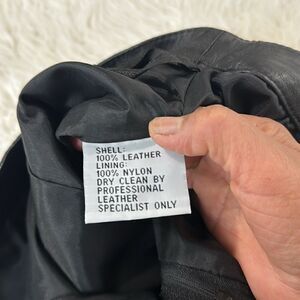 SHELL:
100% LEATHER
LINING:
100% NYLON
DRY CLEAN BY
PROFESSIONAL
LEATHER
SPECIALIST ONLY